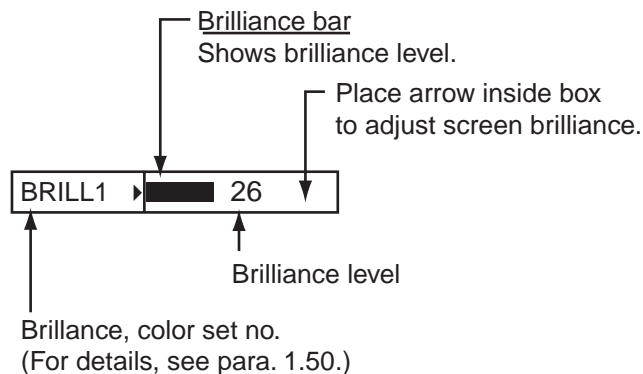 Brilliance bar
Shows brilliance level.
Place arrow inside box
to adjust screen brilliance.
BRILL1
26
Brilliance level
Brillance, color set no.
(For details, see para. 1.50.)